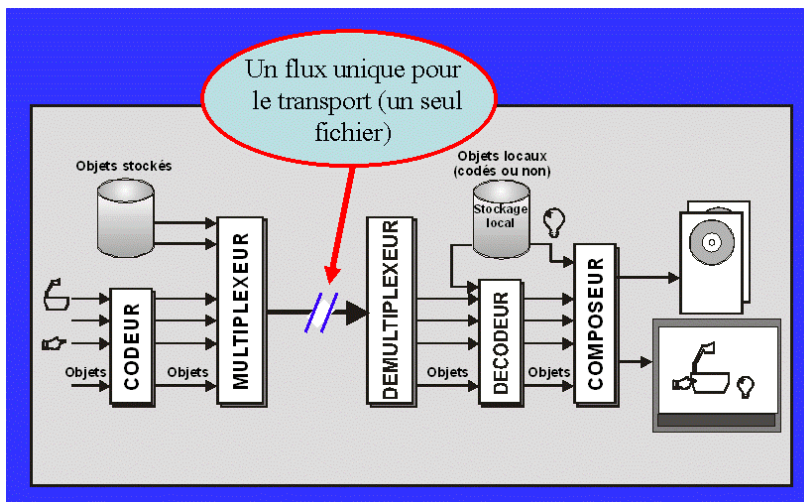 Un flux unique pour
le transport (un seul
fichier)
Objets stockés
Objets locaux
(codés ou non)
Stockage
local
CODEUR
MULTIPLEXEUR
DEMULTIPLEXEUR
DECODEUR
COMPOSEUR
Objets
Objets
Objets
Objets